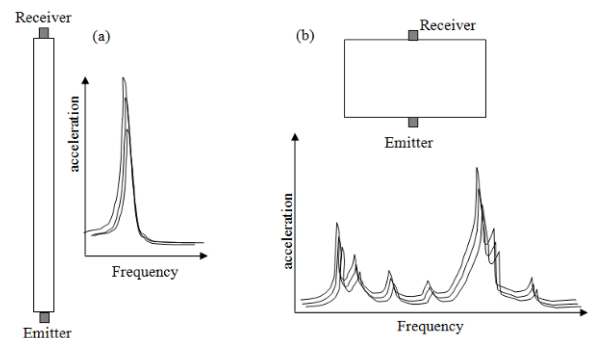 Receiver
(a)
acceleration
Frequency
Emitter
(b)
Receiver
Emitter
acceleration
Frequency